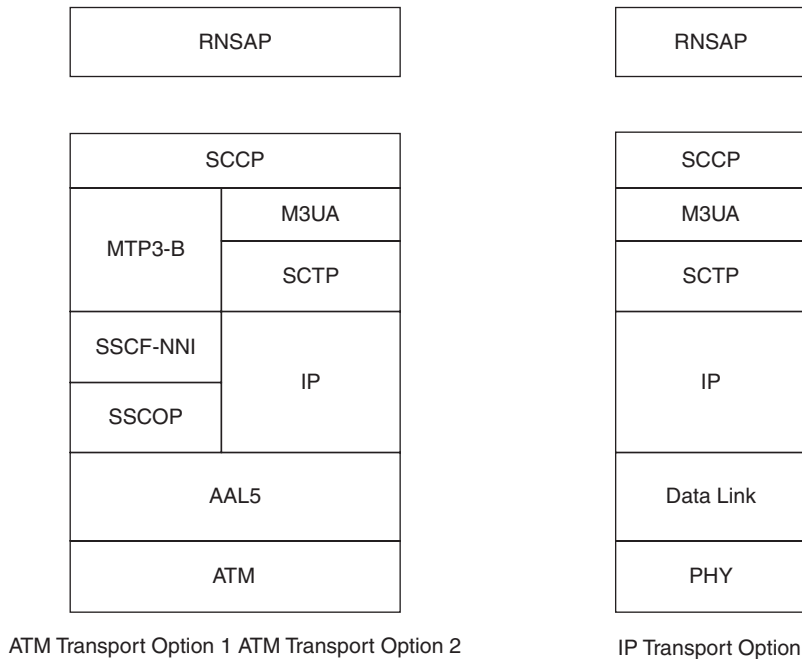 RNSAP
SCCP
MTP3-B
M3UA
SCTP
SSCF-NNI
SSCOP
IP
AAL5
ATM
ATM Transport Option 1 ATM Transport Option 2
RNSAP
SCCP
M3UA
SCTP
IP
Data Link
PHY
IP Transport Option